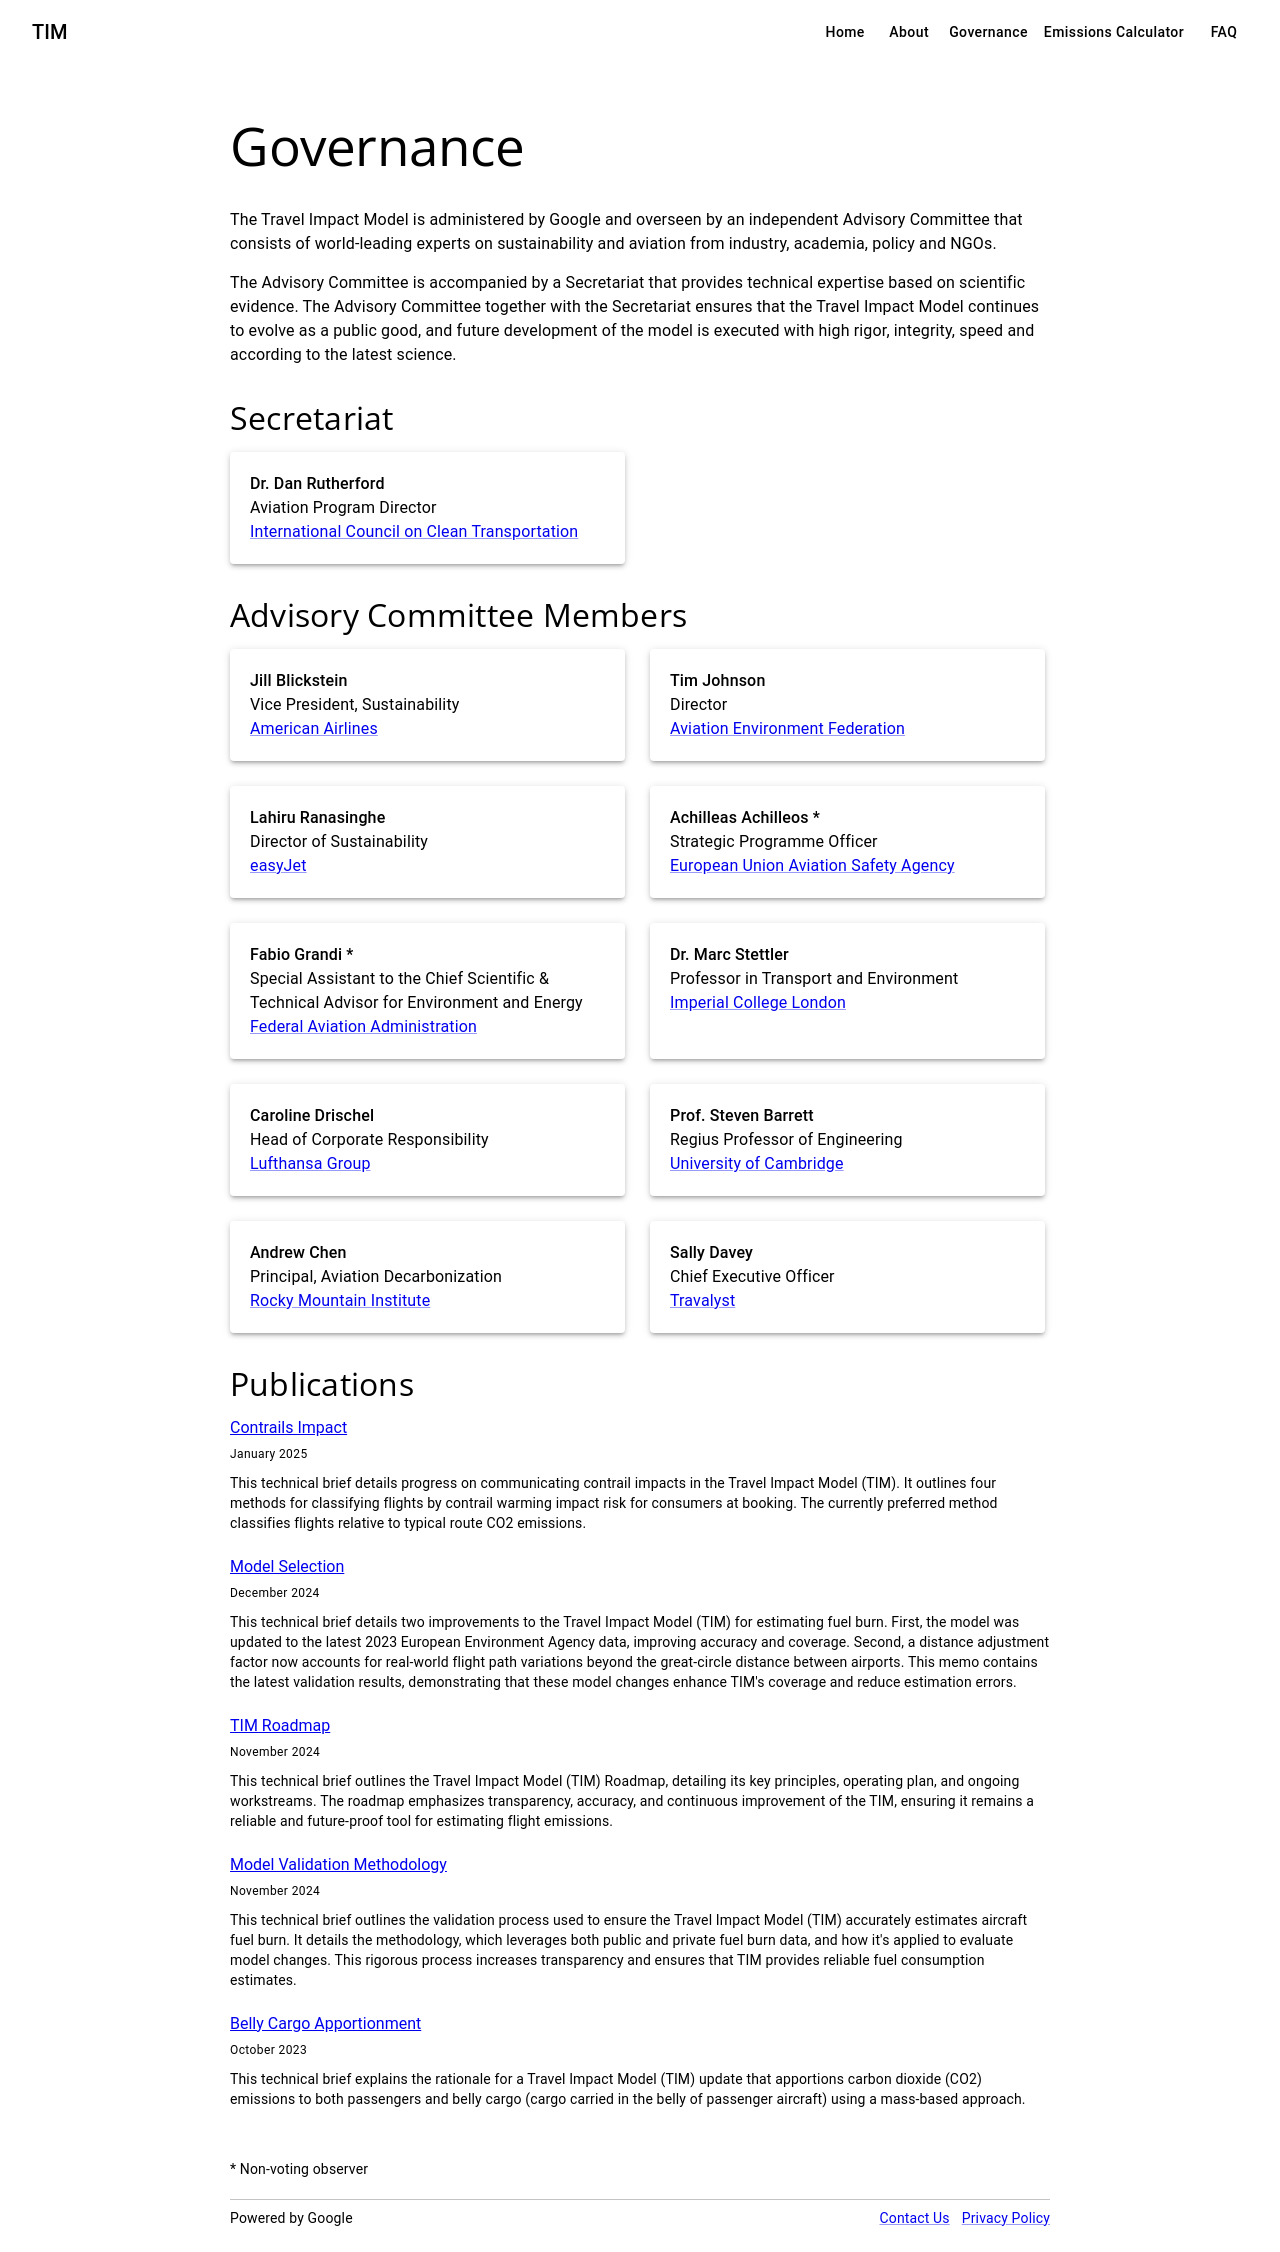 TIM
Home About Governance Emissions Calculator FAQ
Governance
The Travel Impact Model is administered by Google and overseen by an independent Advisory Committee that
consists of world-leading experts on sustainability and aviation from industry, academia, policy and NGOs.
The Advisory Committee is accompanied by a Secretariat that provides technical expertise based on scientific
evidence. The Advisory Committee together with the Secretariat ensures that the Travel Impact Model continues
to evolve as a public good, and future development of the model is executed with high rigor, integrity, speed and
according to the latest science.
Secretariat
Dr. Dan Rutherford
Aviation Program Director
International Council on Clean Transportation
Advisory Committee Members
Jill Blickstein
Vice President, Sustainability
American Airlines
Tim Johnson
Director
Aviation Environment Federation
Lahiru Ranasinghe
Director of Sustainability
easyJet
Achilleas Achilleos *
Strategic Programme Officer
European Union Aviation Safety Agency
Fabio Grandi *
Special Assistant to the Chief Scientific &
Technical Advisor for Environment and Energy
Federal Aviation Administration
Dr. Marc Stettler
Professor in Transport and Environment
Imperial College London
Caroline Drischel
Head of Corporate Responsibility
Lufthansa Group
Prof. Steven Barrett
Regius Professor of Engineering
University of Cambridge
Andrew Chen
Principal, Aviation Decarbonization
Rocky Mountain Institute
Sally Davey
Chief Executive Officer
Travalyst
Publications
Contrails Impact
January 2025
This technical brief details progress on communicating contrail impacts in the Travel Impact Model (TIM). It outlines four
methods for classifying flights by contrail warming impact risk for consumers at booking. The currently preferred method
classifies flights relative to typical route CO2 emissions.
Model Selection
December 2024
This technical brief details two improvements to the Travel Impact Model (TIM) for estimating fuel burn. First, the model was
updated to the latest 2023 European Environment Agency data, improving accuracy and coverage. Second, a distance adjustment
factor now accounts for real-world flight path variations beyond the great-circle distance between airports. This memo contains
the latest validation results, demonstrating that these model changes enhance TIM's coverage and reduce estimation errors.
TIM Roadmap
November 2024
This technical brief outlines the Travel Impact Model (TIM) Roadmap, detailing its key principles, operating plan, and ongoing
workstreams. The roadmap emphasizes transparency, accuracy, and continuous improvement of the TIM, ensuring it remains a
reliable and future-proof tool for estimating flight emissions.
Model Validation Methodology
November 2024
This technical brief outlines the validation process used to ensure the Travel Impact Model (TIM) accurately estimates aircraft
fuel burn. It details the methodology, which leverages both public and private fuel burn data, and how it's applied to evaluate
model changes. This rigorous process increases transparency and ensures that TIM provides reliable fuel consumption
estimates.
Belly Cargo Apportionment
October 2023
This technical brief explains the rationale for a Travel Impact Model (TIM) update that apportions carbon dioxide (CO2)
emissions to both passengers and belly cargo (cargo carried in the belly of passenger aircraft) using a mass-based approach.
* Non-voting observer
Powered by Google
Contact Us Privacy Policy